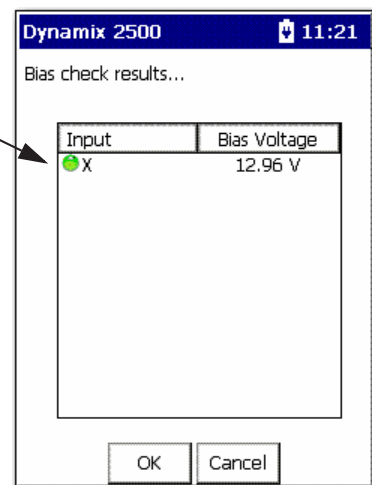 Dynamix 2500 11:21
Bias check results...
Input Bias Voltage
X 12.96 V
OK Cancel